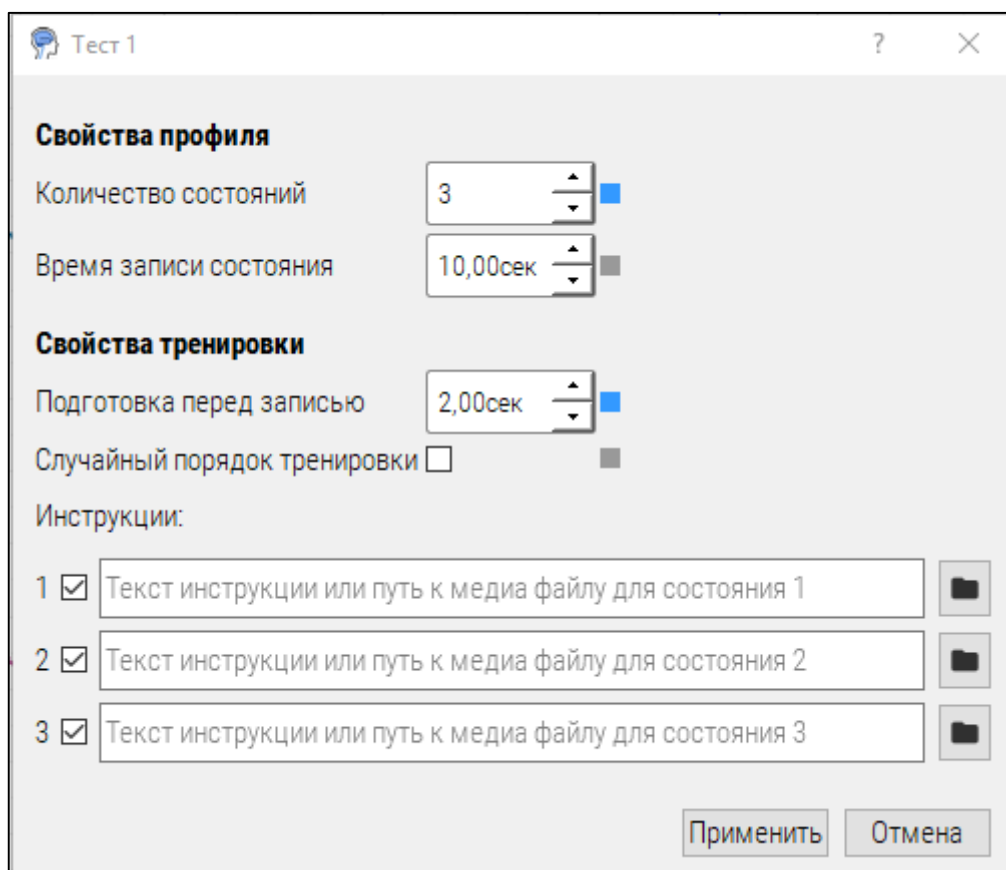 Тест 1 ?
Свойства профиля
Количество состояний 3
Время записи состояния 10,00сек
Свойства тренировки
Подготовка перед записью 2,00сек
Случайный порядок тренировки
Инструкции:
1 Текст инструкции или путь к медиа файлу для состояния 1
2 Текст инструкции или путь к медиа файлу для состояния 2
3 Текст инструкции или путь к медиа файлу для состояния 3
Применить Отмена